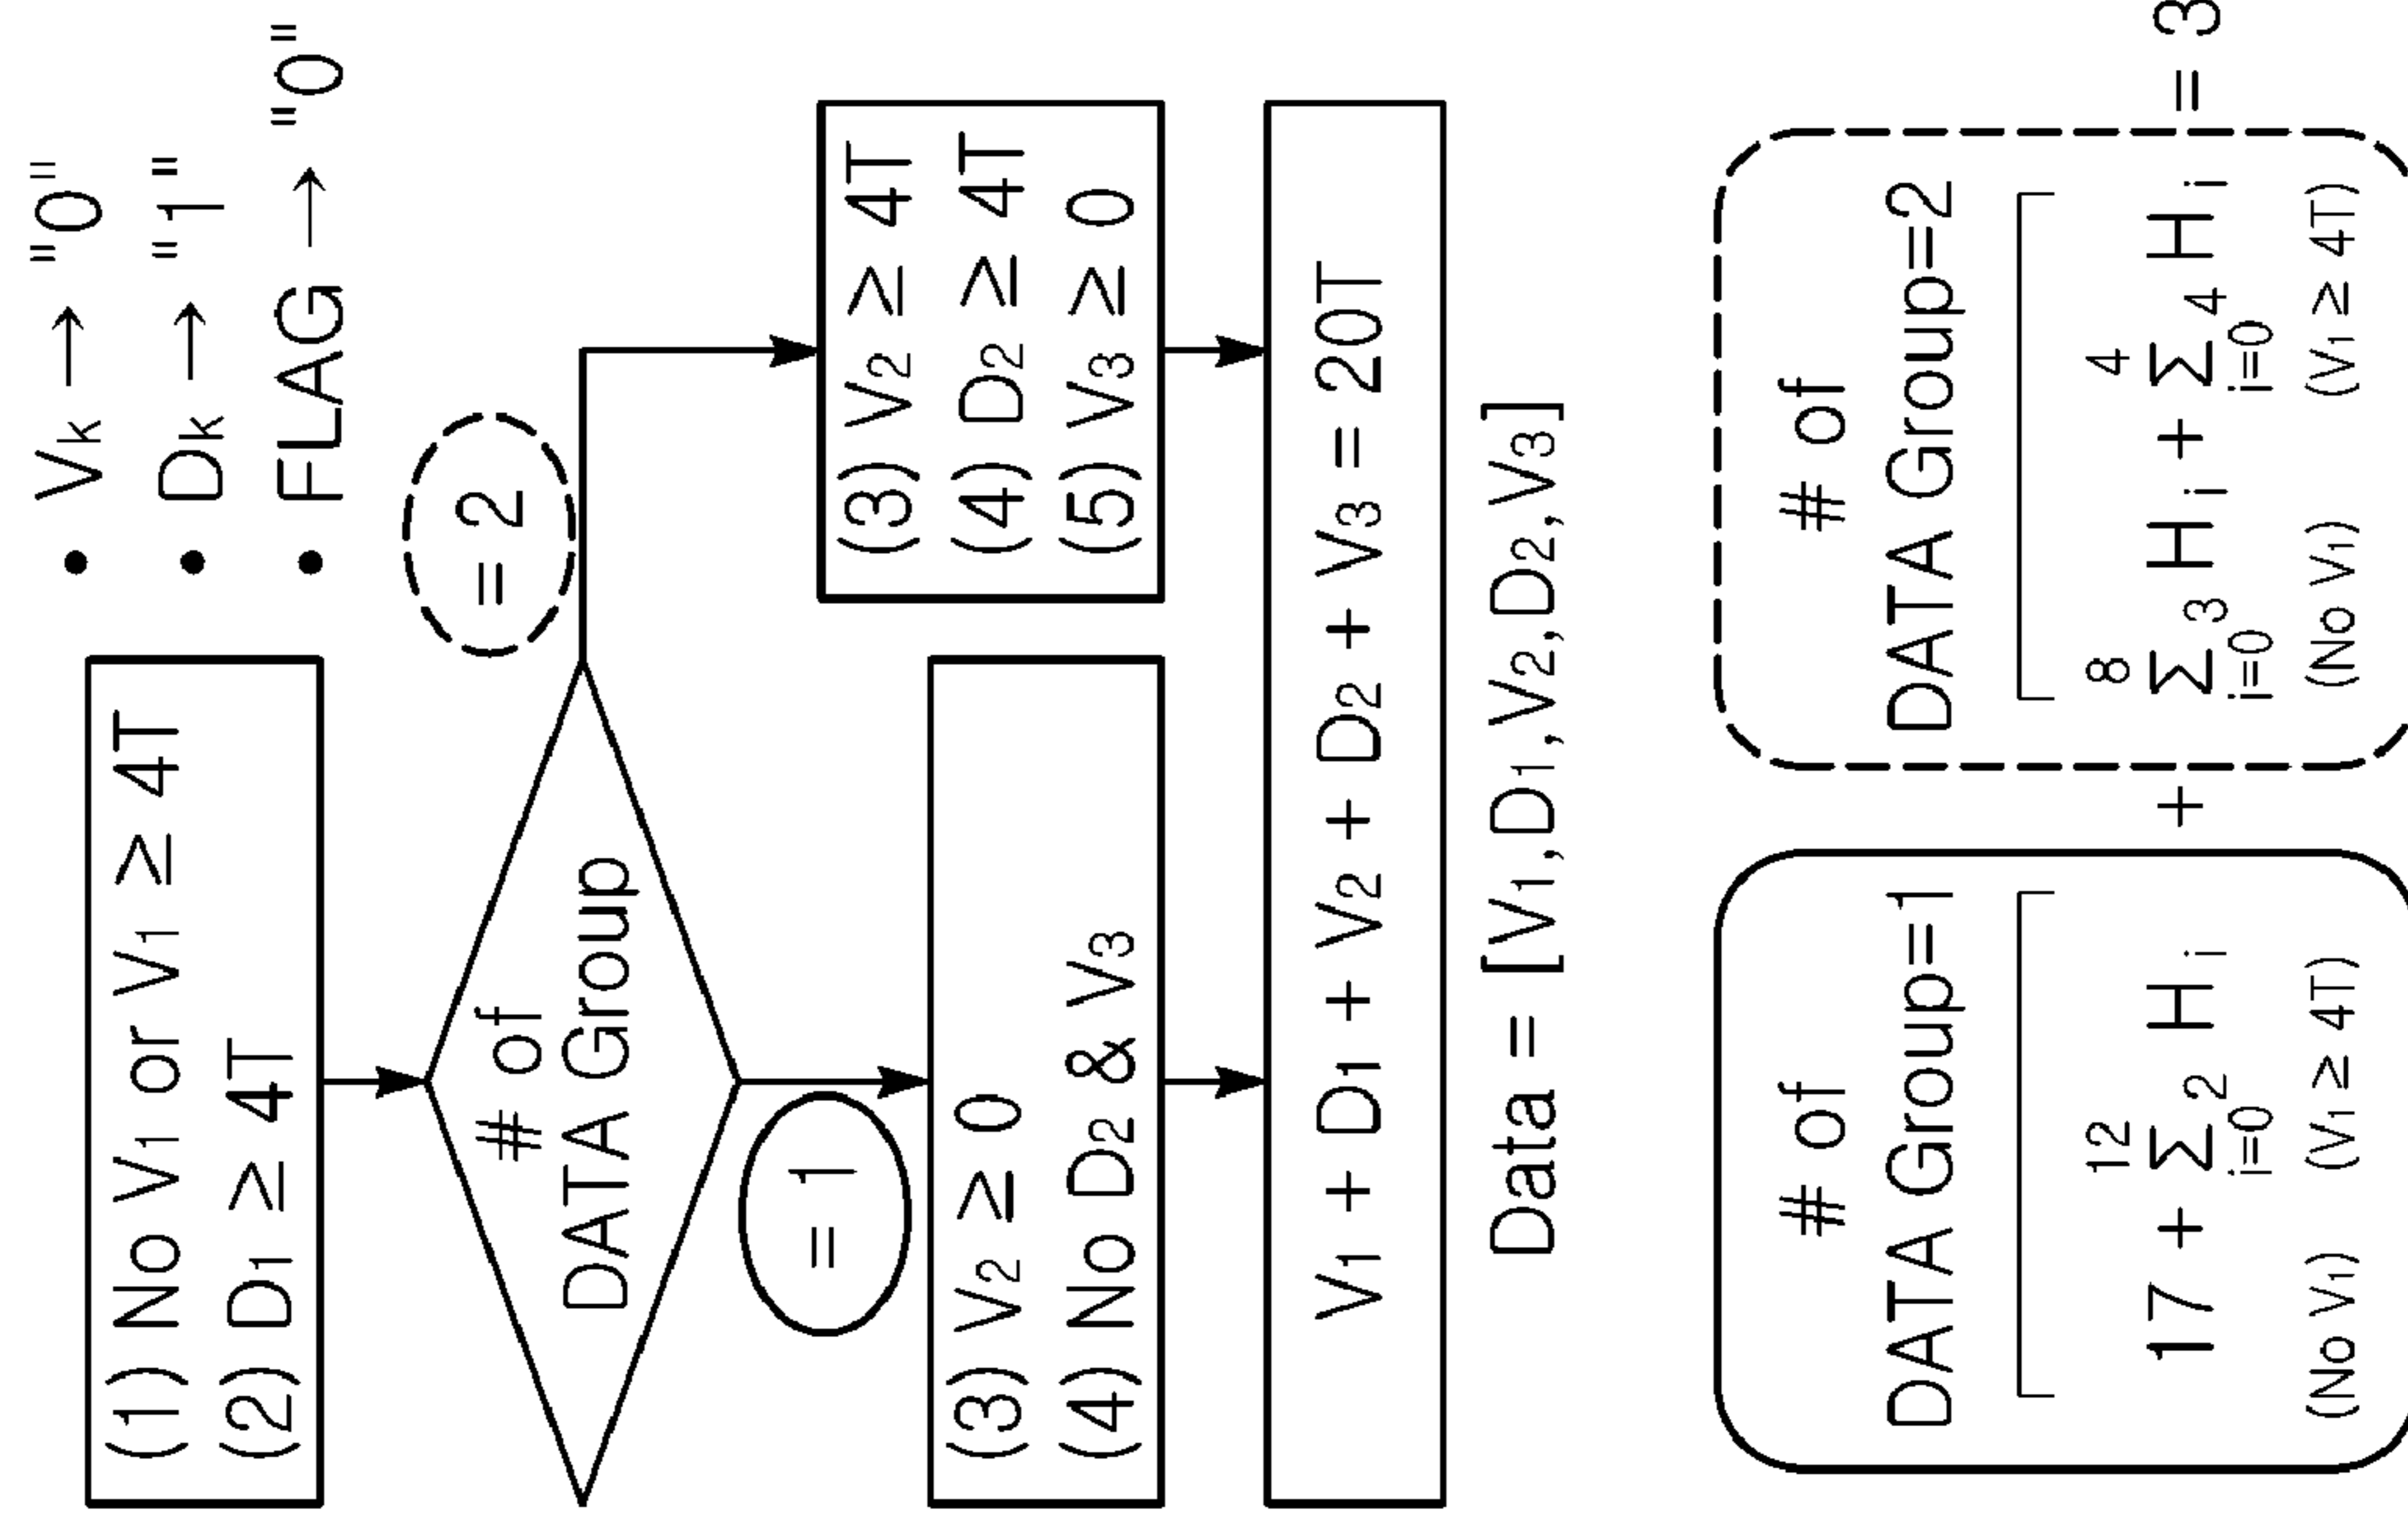 (1) No V₁ or V₁ ≥ 4T
(2) D₁ ≥ 4T
• Vₖ → "0"
• Dₖ → "1"
• FLAG → "0"
# of
DATA Group
= 2
= 1
(3) V₂ ≥ 4T
(4) D₂ ≥ 4T
(5) V₃ ≥ 0
(3) V₂ ≥ 0
(4) No D₂ & V₃
V₁ + D₁ + V₂ + D₂ + V₃ = 20T
Data = [V₁,D₁,V₂,D₂,V₃]
# of
DATA Group=1
12
17 + Σ ₂Hᵢ
i=0
(No V₁) (V₁ ≥ 4T)
+
# of
DATA Group=2
8 4
Σ ₃Hᵢ + Σ ₄Hᵢ
i=0 i=0
(No V₁) (V₁ ≥ 4T)
= 3